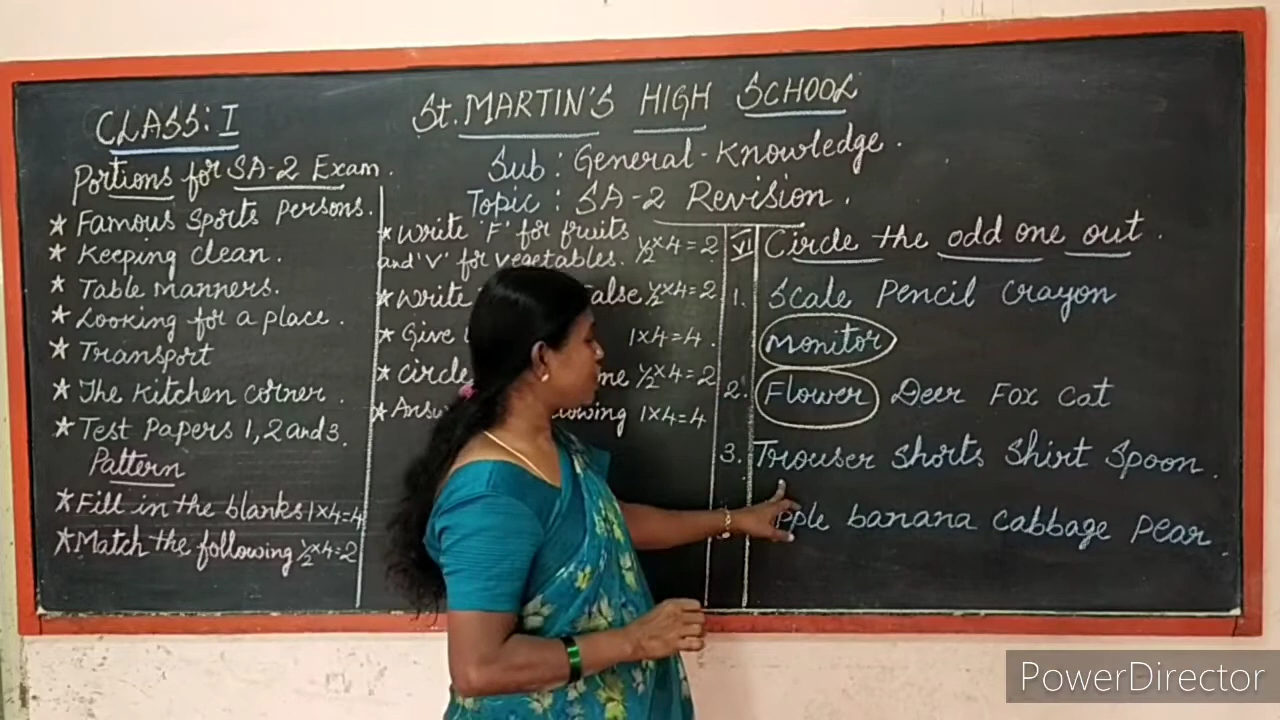 CLASS: I
St. MARTIN'S HIGH SCHOOL
Sub : General-Knowledge.
Topic : SA-2 Revision.
Portions for SA-2 Exam.
★ Famous Sports Persons.
★ Keeping clean.
★ Table manners.
★ Looking for a place.
★ Transport
★ The Kitchen corner.
★ Test Papers 1, 2 and 3.
Pattern
★ Fill in the blanks 1×4=4
★ Match the following ½×4=2
★ Write 'F' for fruits
and 'V' for vegetables. ½×4=2
★ Write alse ½×4=2
★ Give 1×4=4.
★ circle ne ½×4=2
★ Ans owing 1×4=4
VI Circle the odd one out.
1. Scale Pencil Crayon
Monitor
2. Flower Deer Fox Cat
3. Trouser Shorts Shirt Spoon.
pple banana cabbage Pear.
PowerDirector